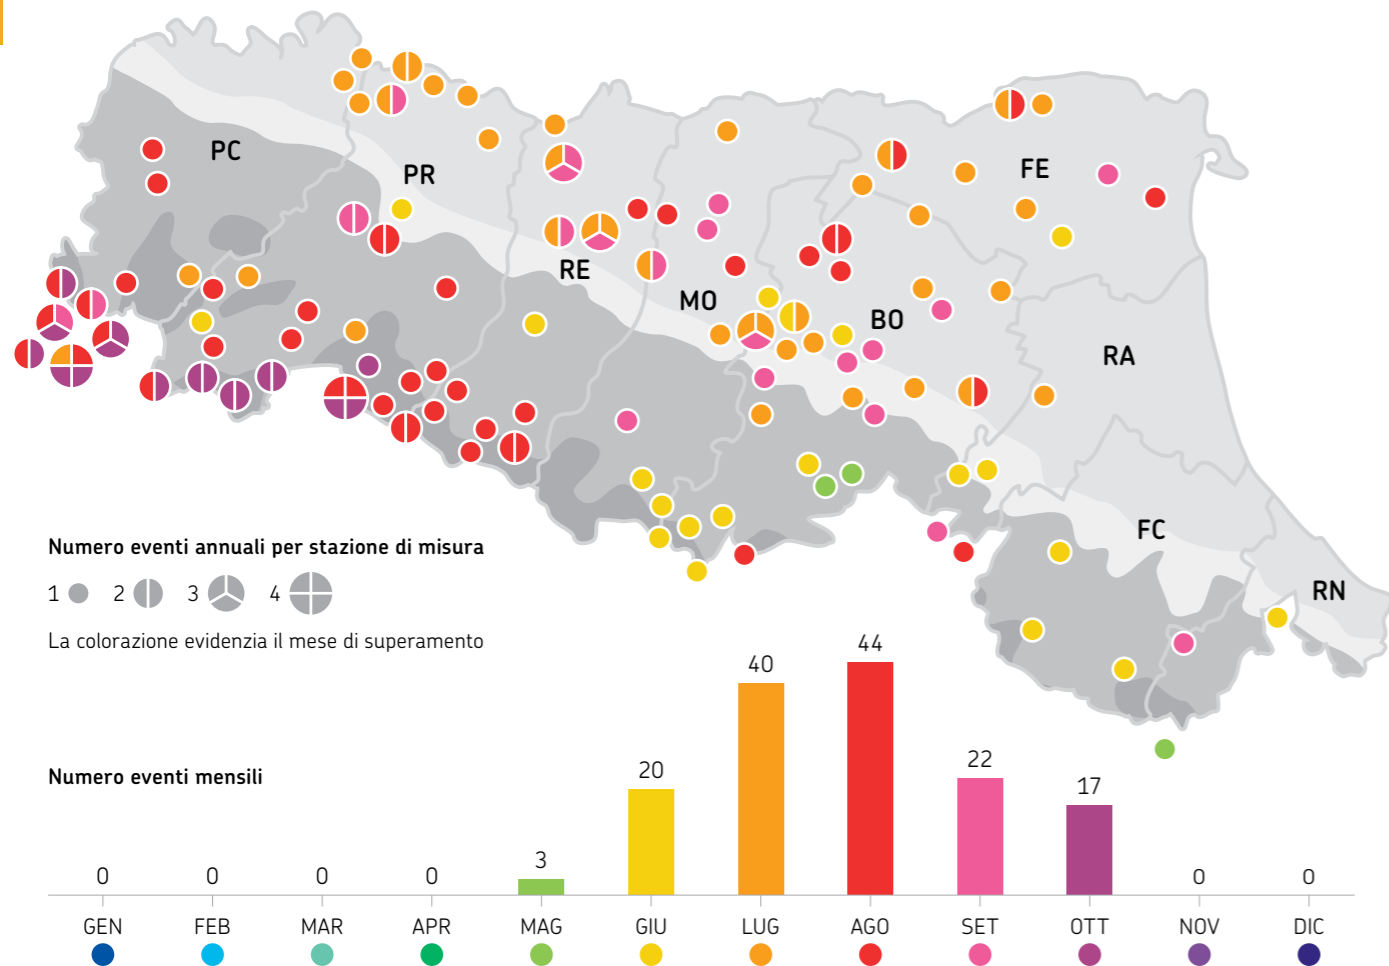 PC
PR
FE
RE
MO
BO
RA
FC
RN
Numero eventi annuali per stazione di misura
1 2 3 4
La colorazione evidenzia il mese di superamento
Numero eventi mensili
0 0 0 0 3 20 40 44 22 17 0 0
GEN FEB MAR APR MAG GIU LUG AGO SET OTT NOV DIC